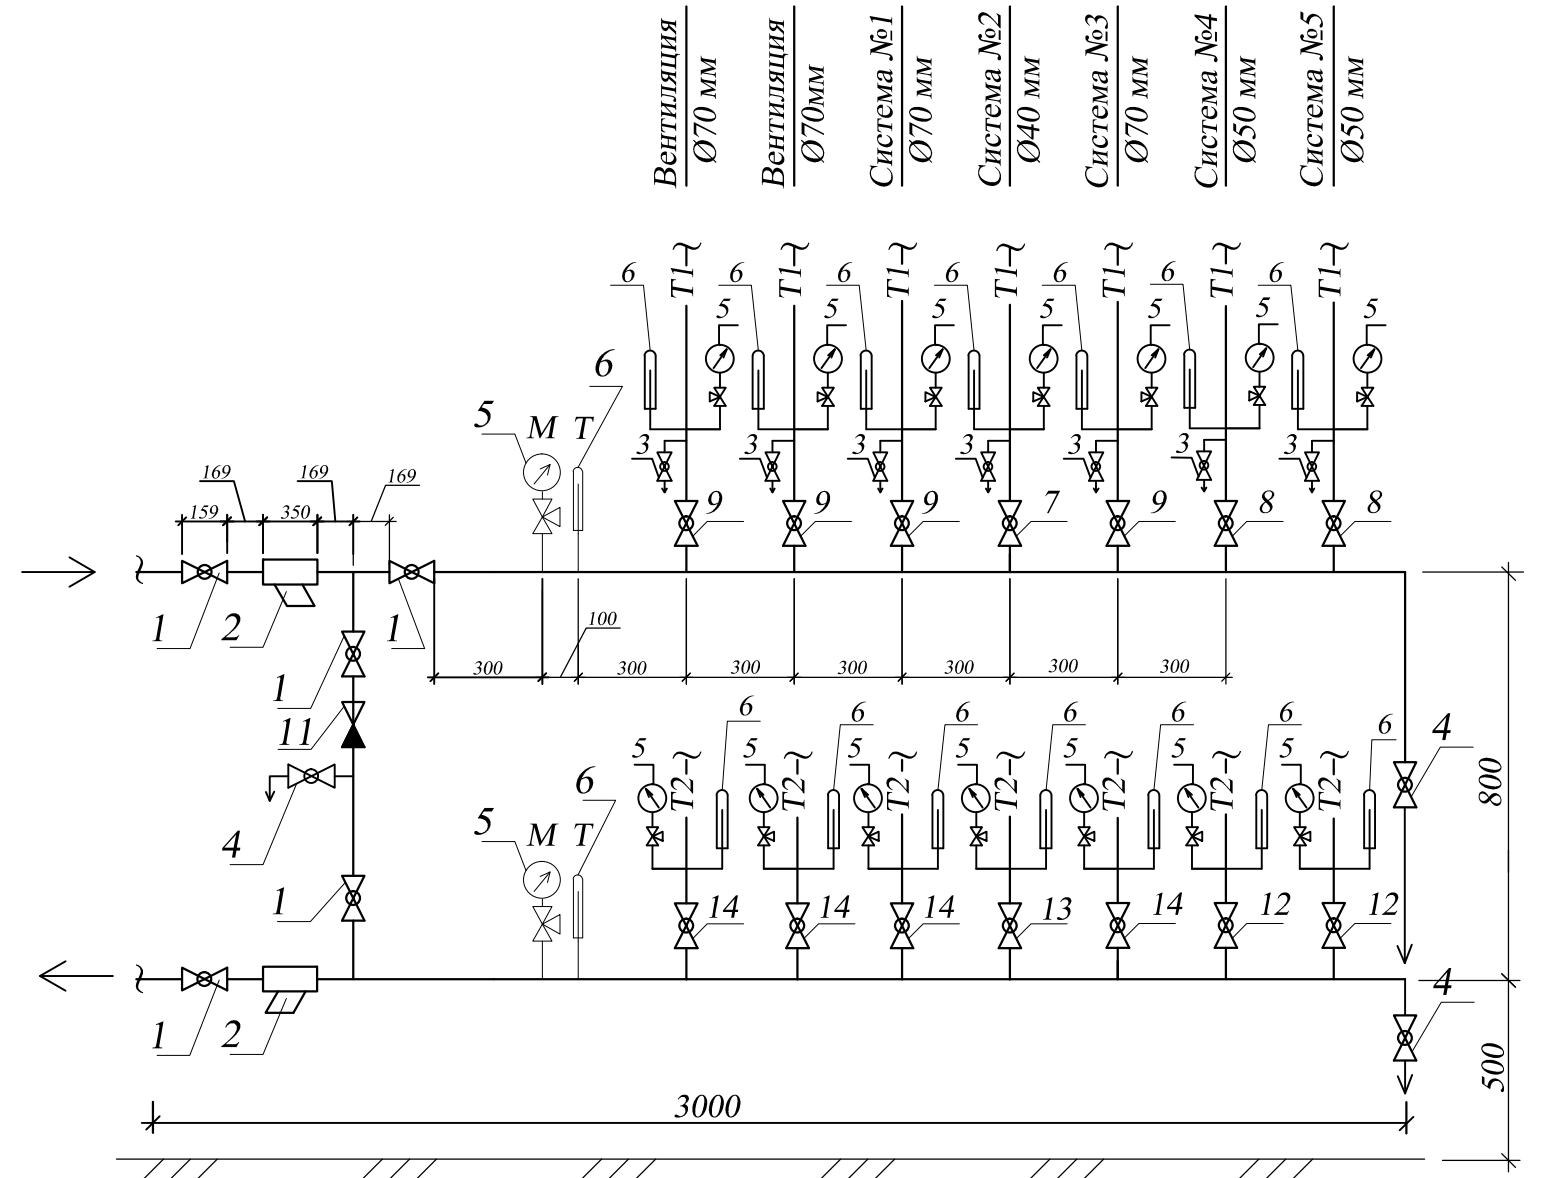 Вентиляция
Ø70 мм
Вентиляция
Ø70мм
Система №1
Ø70 мм
Система №2
Ø40 мм
Система №3
Ø70 мм
Система №4
Ø50 мм
Система №5
Ø50 мм
T1 T1 T1 T1 T1 T1 T1
6 6 6 6 6 6 6
5 5 5 5 5 5 5
6
5 M T
3 3 3 3 3 3 3
169 169 169
159 350
9 9 9 7 9 8 8
1 2 1
100
300 300 300 300 300 300 300
1
11
6 6 6 6 6 6 6
5 5 5 5 5 5 5
T2 T2 T2 T2 T2 T2 T2
4
800
6
5 M T
4
1
14 14 14 13 14 12 12
4
1 2
500
3000